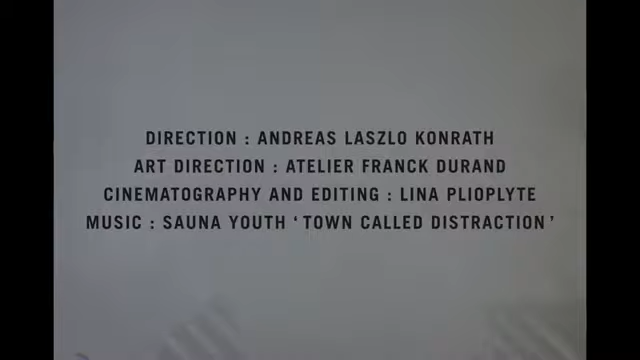 DIRECTION : ANDREAS LASZLO KONRATH
ART DIRECTION : ATELIER FRANCK DURAND
CINEMATOGRAPHY AND EDITING : LINA PLIOPLYTE
MUSIC : SAUNA YOUTH ‘ TOWN CALLED DISTRACTION ’